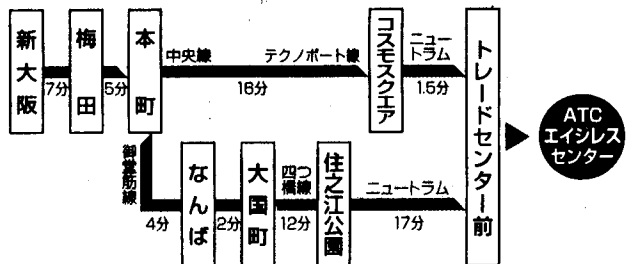 新大阪
7分
梅田
5分
本町
中央線
テクノポート線
18分
コスモスクエア
ニュー
トラム
1.5分
トレードセンター前
ATC
エイジレス
センター
御堂筋線
4分
なんば
2分
大国町
四つ
橋線
12分
住之江公園
ニュートラム
17分